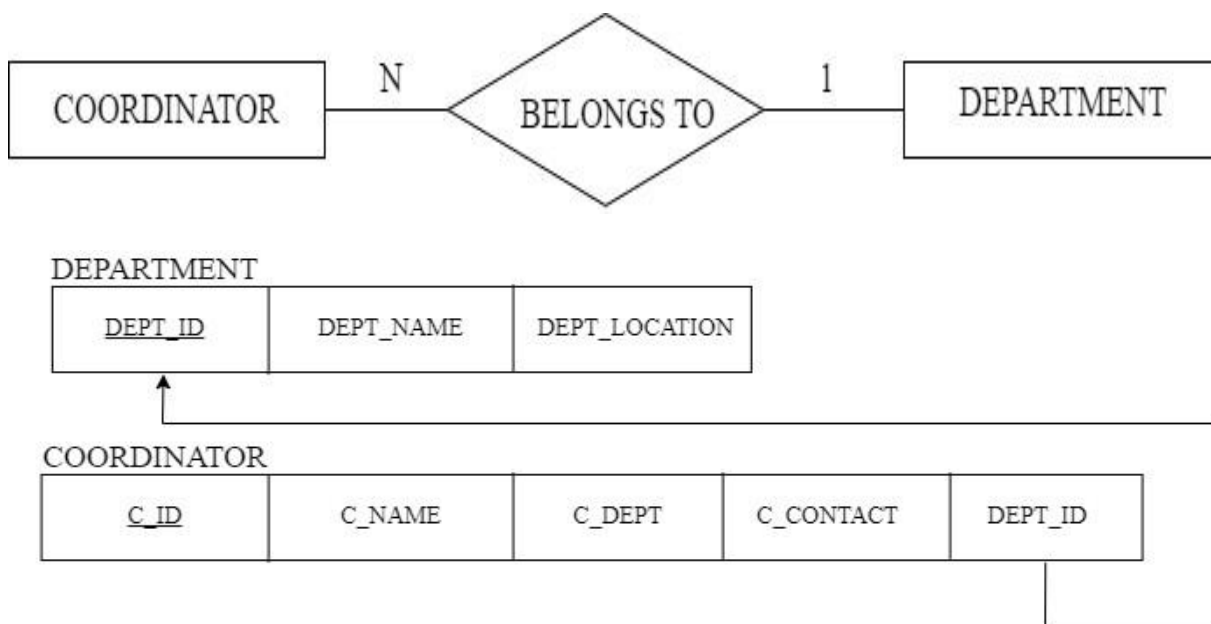 COORDINATOR N BELONGS TO 1 DEPARTMENT
DEPARTMENT
DEPT_ID DEPT_NAME DEPT_LOCATION
COORDINATOR
C_ID C_NAME C_DEPT C_CONTACT DEPT_ID